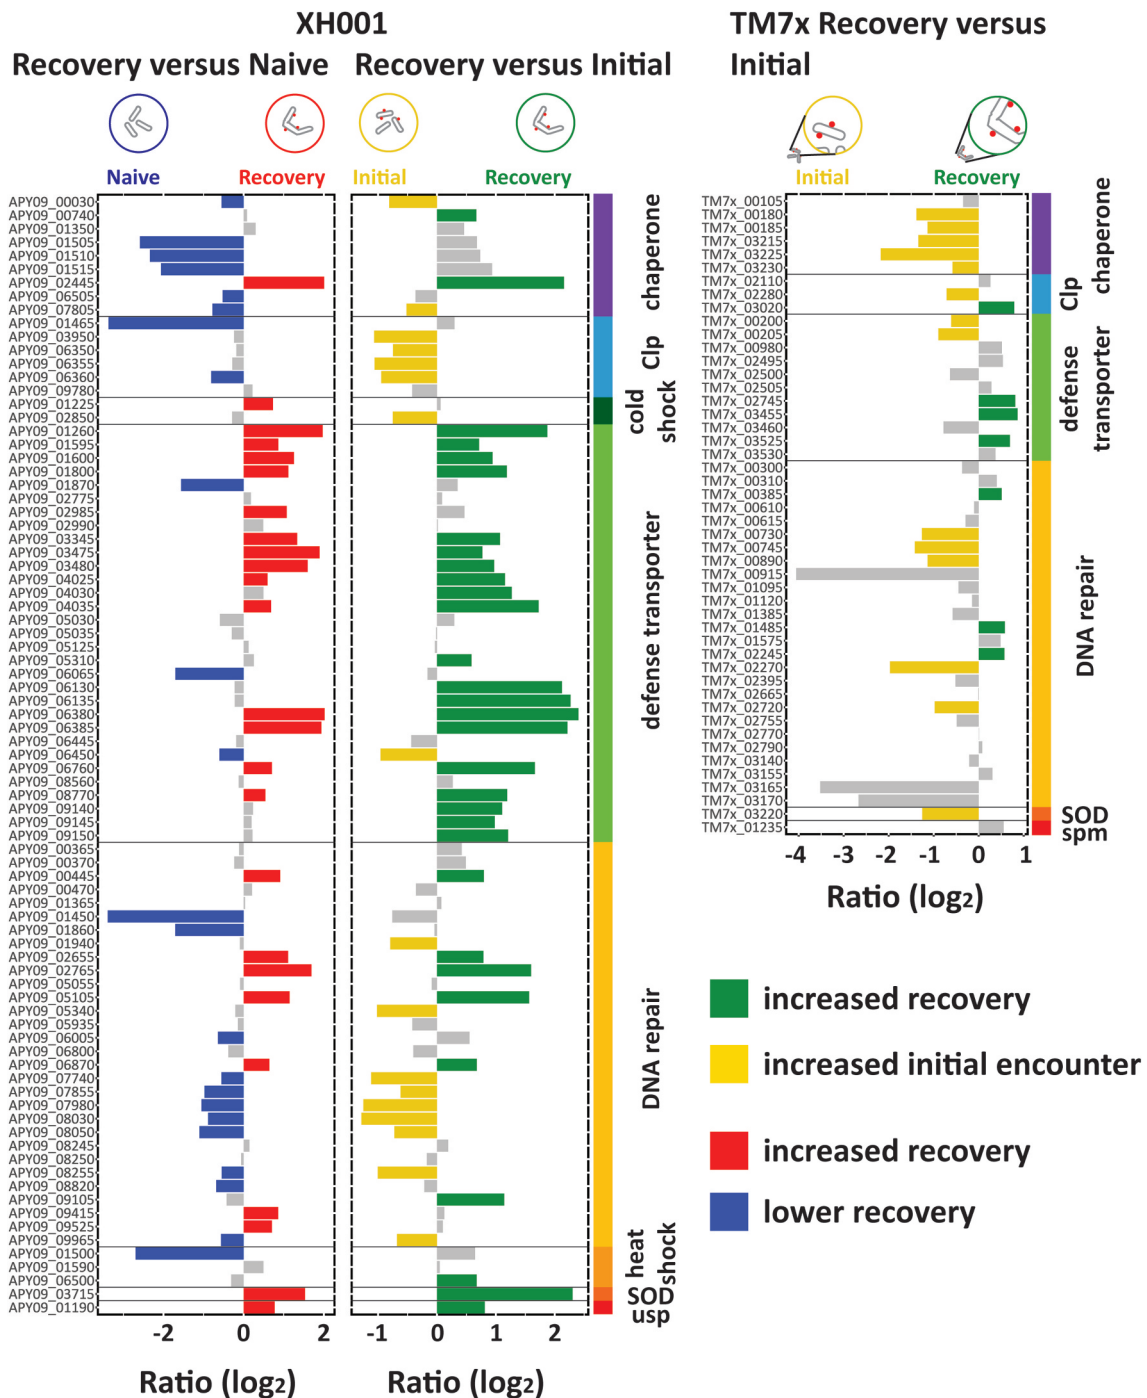 XH001
TM7x Recovery versus
Initial
Recovery versus Naive
Recovery versus Initial
Naive
Recovery
Initial
Recovery
Initial
Recovery
APY09_00030
APY09_00740
APY09_01350
APY09_01505
APY09_01510
APY09_01515
APY09_02445
APY09_06505
APY09_07805
APY09_01465
APY09_03950
APY09_06350
APY09_06355
APY09_06360
APY09_09780
APY09_01225
APY09_02850
APY09_01260
APY09_01595
APY09_01600
APY09_01800
APY09_01870
APY09_02775
APY09_02985
APY09_02990
APY09_03345
APY09_03475
APY09_03480
APY09_04025
APY09_04030
APY09_04035
APY09_05030
APY09_05035
APY09_05125
APY09_05310
APY09_06065
APY09_06130
APY09_06135
APY09_06380
APY09_06385
APY09_06445
APY09_06450
APY09_06760
APY09_08560
APY09_08770
APY09_09140
APY09_09145
APY09_09150
APY09_00365
APY09_00370
APY09_00445
APY09_00470
APY09_01365
APY09_01450
APY09_01860
APY09_01940
APY09_02655
APY09_02765
APY09_05055
APY09_05105
APY09_05340
APY09_05935
APY09_06005
APY09_06800
APY09_06870
APY09_07740
APY09_07855
APY09_07980
APY09_08030
APY09_08050
APY09_08245
APY09_08250
APY09_08255
APY09_08820
APY09_09105
APY09_09415
APY09_09525
APY09_09965
APY09_01500
APY09_01590
APY09_06500
APY09_03715
APY09_01190
chaperone
Clp
cold
shock
defense transporter
DNA repair
heat
shock
SOD
usp
-2 0 2
Ratio (log2)
-1 0 1 2
Ratio (log2)
TM7x_00105
TM7x_00180
TM7x_00185
TM7x_03215
TM7x_03225
TM7x_03230
TM7x_02110
TM7x_02280
TM7x_03020
TM7x_00200
TM7x_00205
TM7x_00980
TM7x_02495
TM7x_02500
TM7x_02505
TM7x_02745
TM7x_03455
TM7x_03460
TM7x_03525
TM7x_03530
TM7x_00300
TM7x_00310
TM7x_00385
TM7x_00610
TM7x_00615
TM7x_00730
TM7x_00745
TM7x_00890
TM7x_00915
TM7x_01095
TM7x_01120
TM7x_01385
TM7x_01485
TM7x_01575
TM7x_02245
TM7x_02270
TM7x_02395
TM7x_02665
TM7x_02720
TM7x_02755
TM7x_02770
TM7x_02790
TM7x_03140
TM7x_03155
TM7x_03165
TM7x_03170
TM7x_03220
TM7x_01235
chaperone
Clp
defense
transporter
DNA repair
SOD
spm
-4 -3 -2 -1 0 1
Ratio (log2)
increased recovery
increased initial encounter
increased recovery
lower recovery